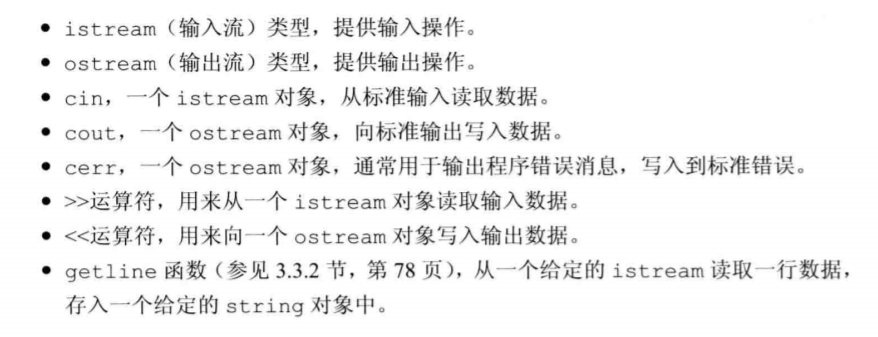 • istream（输入流）类型，提供输入操作。
• ostream（输出流）类型，提供输出操作。
• cin，一个 istream 对象，从标准输入读取数据。
• cout，一个 ostream 对象，向标准输出写入数据。
• cerr，一个 ostream 对象，通常用于输出程序错误消息，写入到标准错误。
• >>运算符，用来从一个 istream 对象读取输入数据。
• <<运算符，用来向一个 ostream 对象写入输出数据。
• getline 函数（参见 3.3.2 节，第 78 页），从一个给定的 istream 读取一行数据，
存入一个给定的 string 对象中。